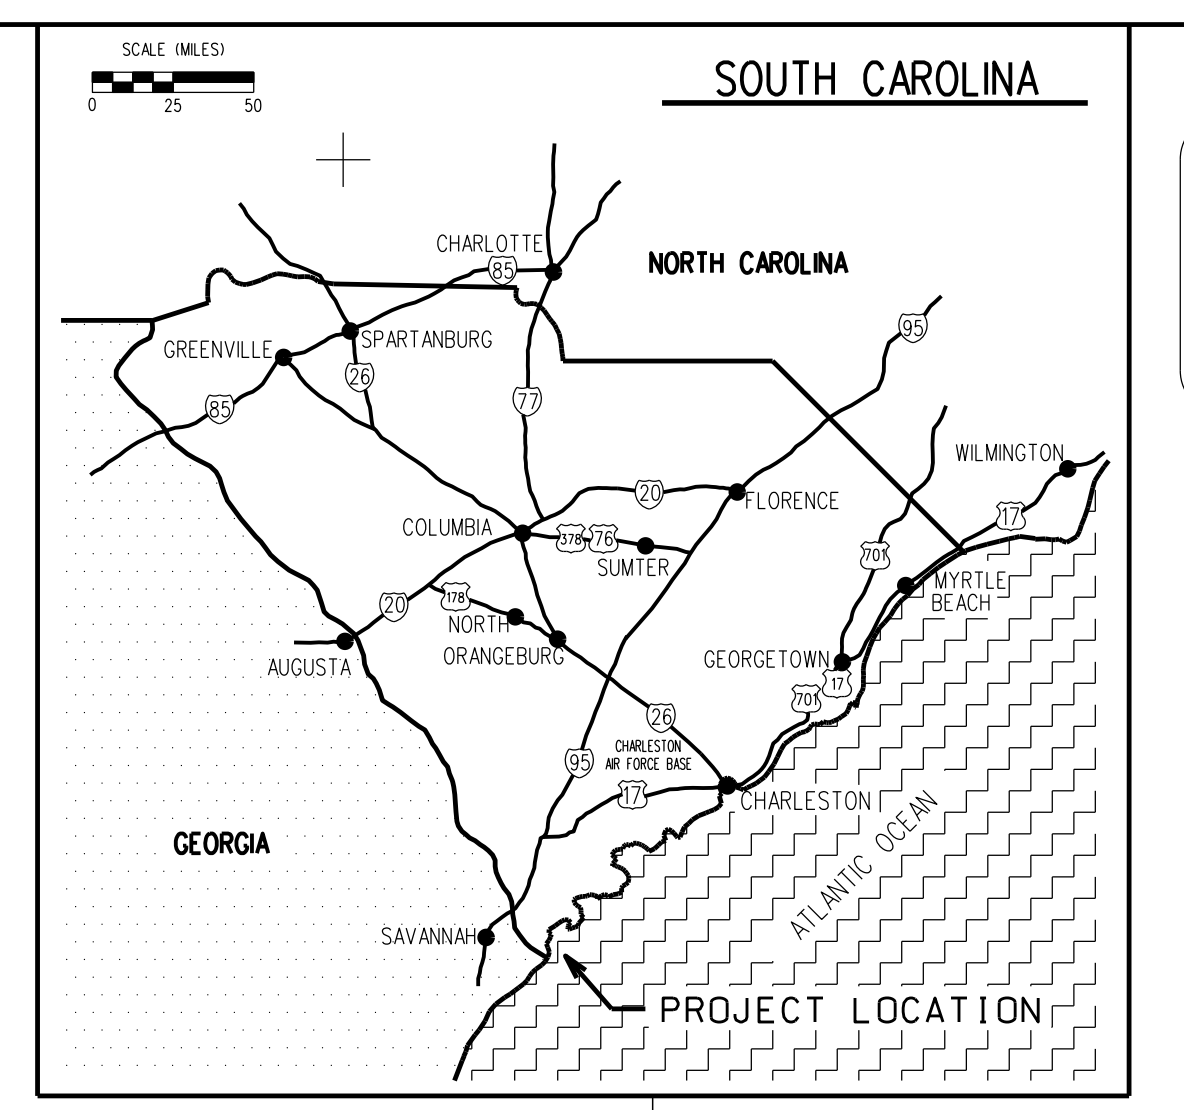 SCALE (MILES)
0 25 50
SOUTH CAROLINA
CHARLOTTE
85
NORTH CAROLINA
95
SPARTANBURG
GREENVILLE
26
77
85
WILMINGTON
20
FLORENCE
17
COLUMBIA
378 76
701
SUMTER
MYRTLE
BEACH
178
20
NORTH
ORANGEBURG
AUGUSTA
GEORGETOWN
17
701
26
CHARLESTON
AIR FORCE BASE
95
17
CHARLESTON
GEORGIA
ATLANTIC OCEAN
SAVANNAH
PROJECT LOCATION